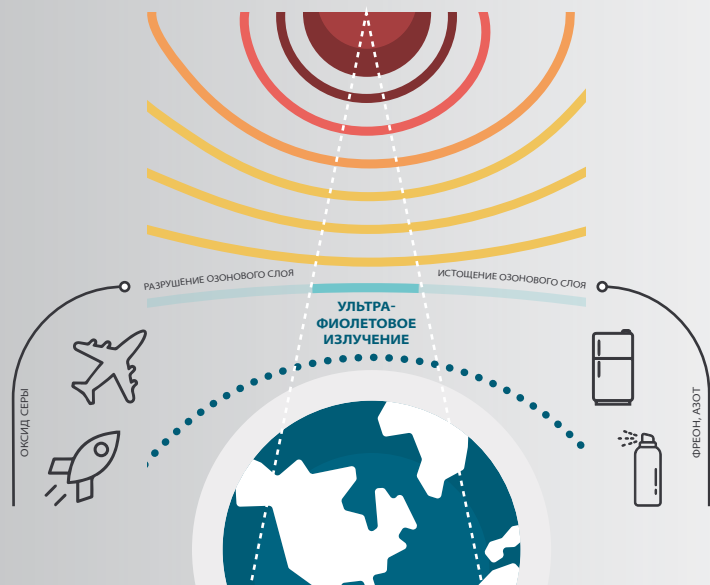 РАЗРУШЕНИЕ ОЗОНОВОГО СЛОЯ
ИСТОЩЕНИЕ ОЗОНОВОГО СЛОЯ
УЛЬТРА-
ФИОЛЕТОВОЕ
ИЗЛУЧЕНИЕ
ОКСИД СЕРЫ
ФРЕОН, АЗОТ